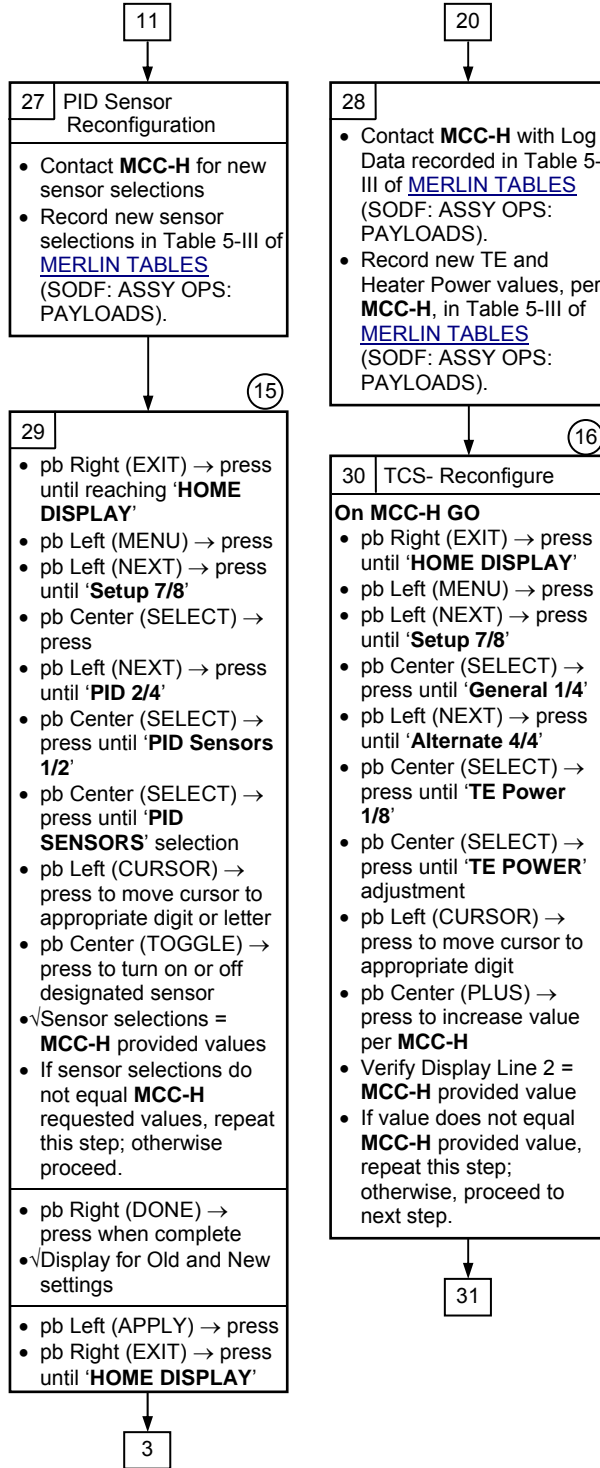 11
27 PID Sensor
Reconfiguration
• Contact MCC-H for new
sensor selections
• Record new sensor
selections in Table 5-III of
MERLIN TABLES
(SODF: ASSY OPS:
PAYLOADS).
15
29
• pb Right (EXIT) → press
until reaching ‘HOME
DISPLAY’
• pb Left (MENU) → press
• pb Left (NEXT) → press
until ‘Setup 7/8’
• pb Center (SELECT) →
press
• pb Left (NEXT) → press
until ‘PID 2/4’
• pb Center (SELECT) →
press until ‘PID Sensors
1/2’
• pb Center (SELECT) →
press until ‘PID
SENSORS’ selection
• pb Left (CURSOR) →
press to move cursor to
appropriate digit or letter
• pb Center (TOGGLE) →
press to turn on or off
designated sensor
•√Sensor selections =
MCC-H provided values
• If sensor selections do
not equal MCC-H
requested values, repeat
this step; otherwise
proceed.
• pb Right (DONE) →
press when complete
•√Display for Old and New
settings
• pb Left (APPLY) → press
• pb Right (EXIT) → press
until ‘HOME DISPLAY’
3
20
28
• Contact MCC-H with Log
Data recorded in Table 5-
III of MERLIN TABLES
(SODF: ASSY OPS:
PAYLOADS).
• Record new TE and
Heater Power values, per
MCC-H, in Table 5-III of
MERLIN TABLES
(SODF: ASSY OPS:
PAYLOADS).
16
30 TCS- Reconfigure
On MCC-H GO
• pb Right (EXIT) → press
until ‘HOME DISPLAY’
• pb Left (MENU) → press
• pb Left (NEXT) → press
until ‘Setup 7/8’
• pb Center (SELECT) →
press until ‘General 1/4’
• pb Left (NEXT) → press
until ‘Alternate 4/4’
• pb Center (SELECT) →
press until ‘TE Power
1/8’
• pb Center (SELECT) →
press until ‘TE POWER’
adjustment
• pb Left (CURSOR) →
press to move cursor to
appropriate digit
• pb Center (PLUS) →
press to increase value
per MCC-H
• Verify Display Line 2 =
MCC-H provided value
• If value does not equal
MCC-H provided value,
repeat this step;
otherwise, proceed to
next step.
31